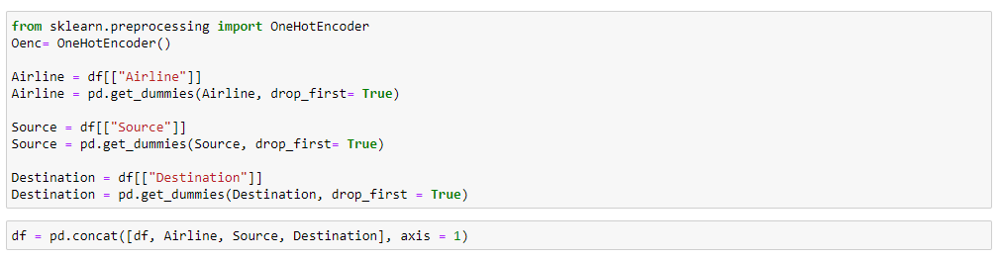 from sklearn.preprocessing import OneHotEncoder
Oenc= OneHotEncoder()
Airline = df[["Airline"]]
Airline = pd.get_dummies(Airline, drop_first= True)
Source = df[["Source"]]
Source = pd.get_dummies(Source, drop_first= True)
Destination = df[["Destination"]]
Destination = pd.get_dummies(Destination, drop_first = True)
df = pd.concat([df, Airline, Source, Destination], axis = 1)